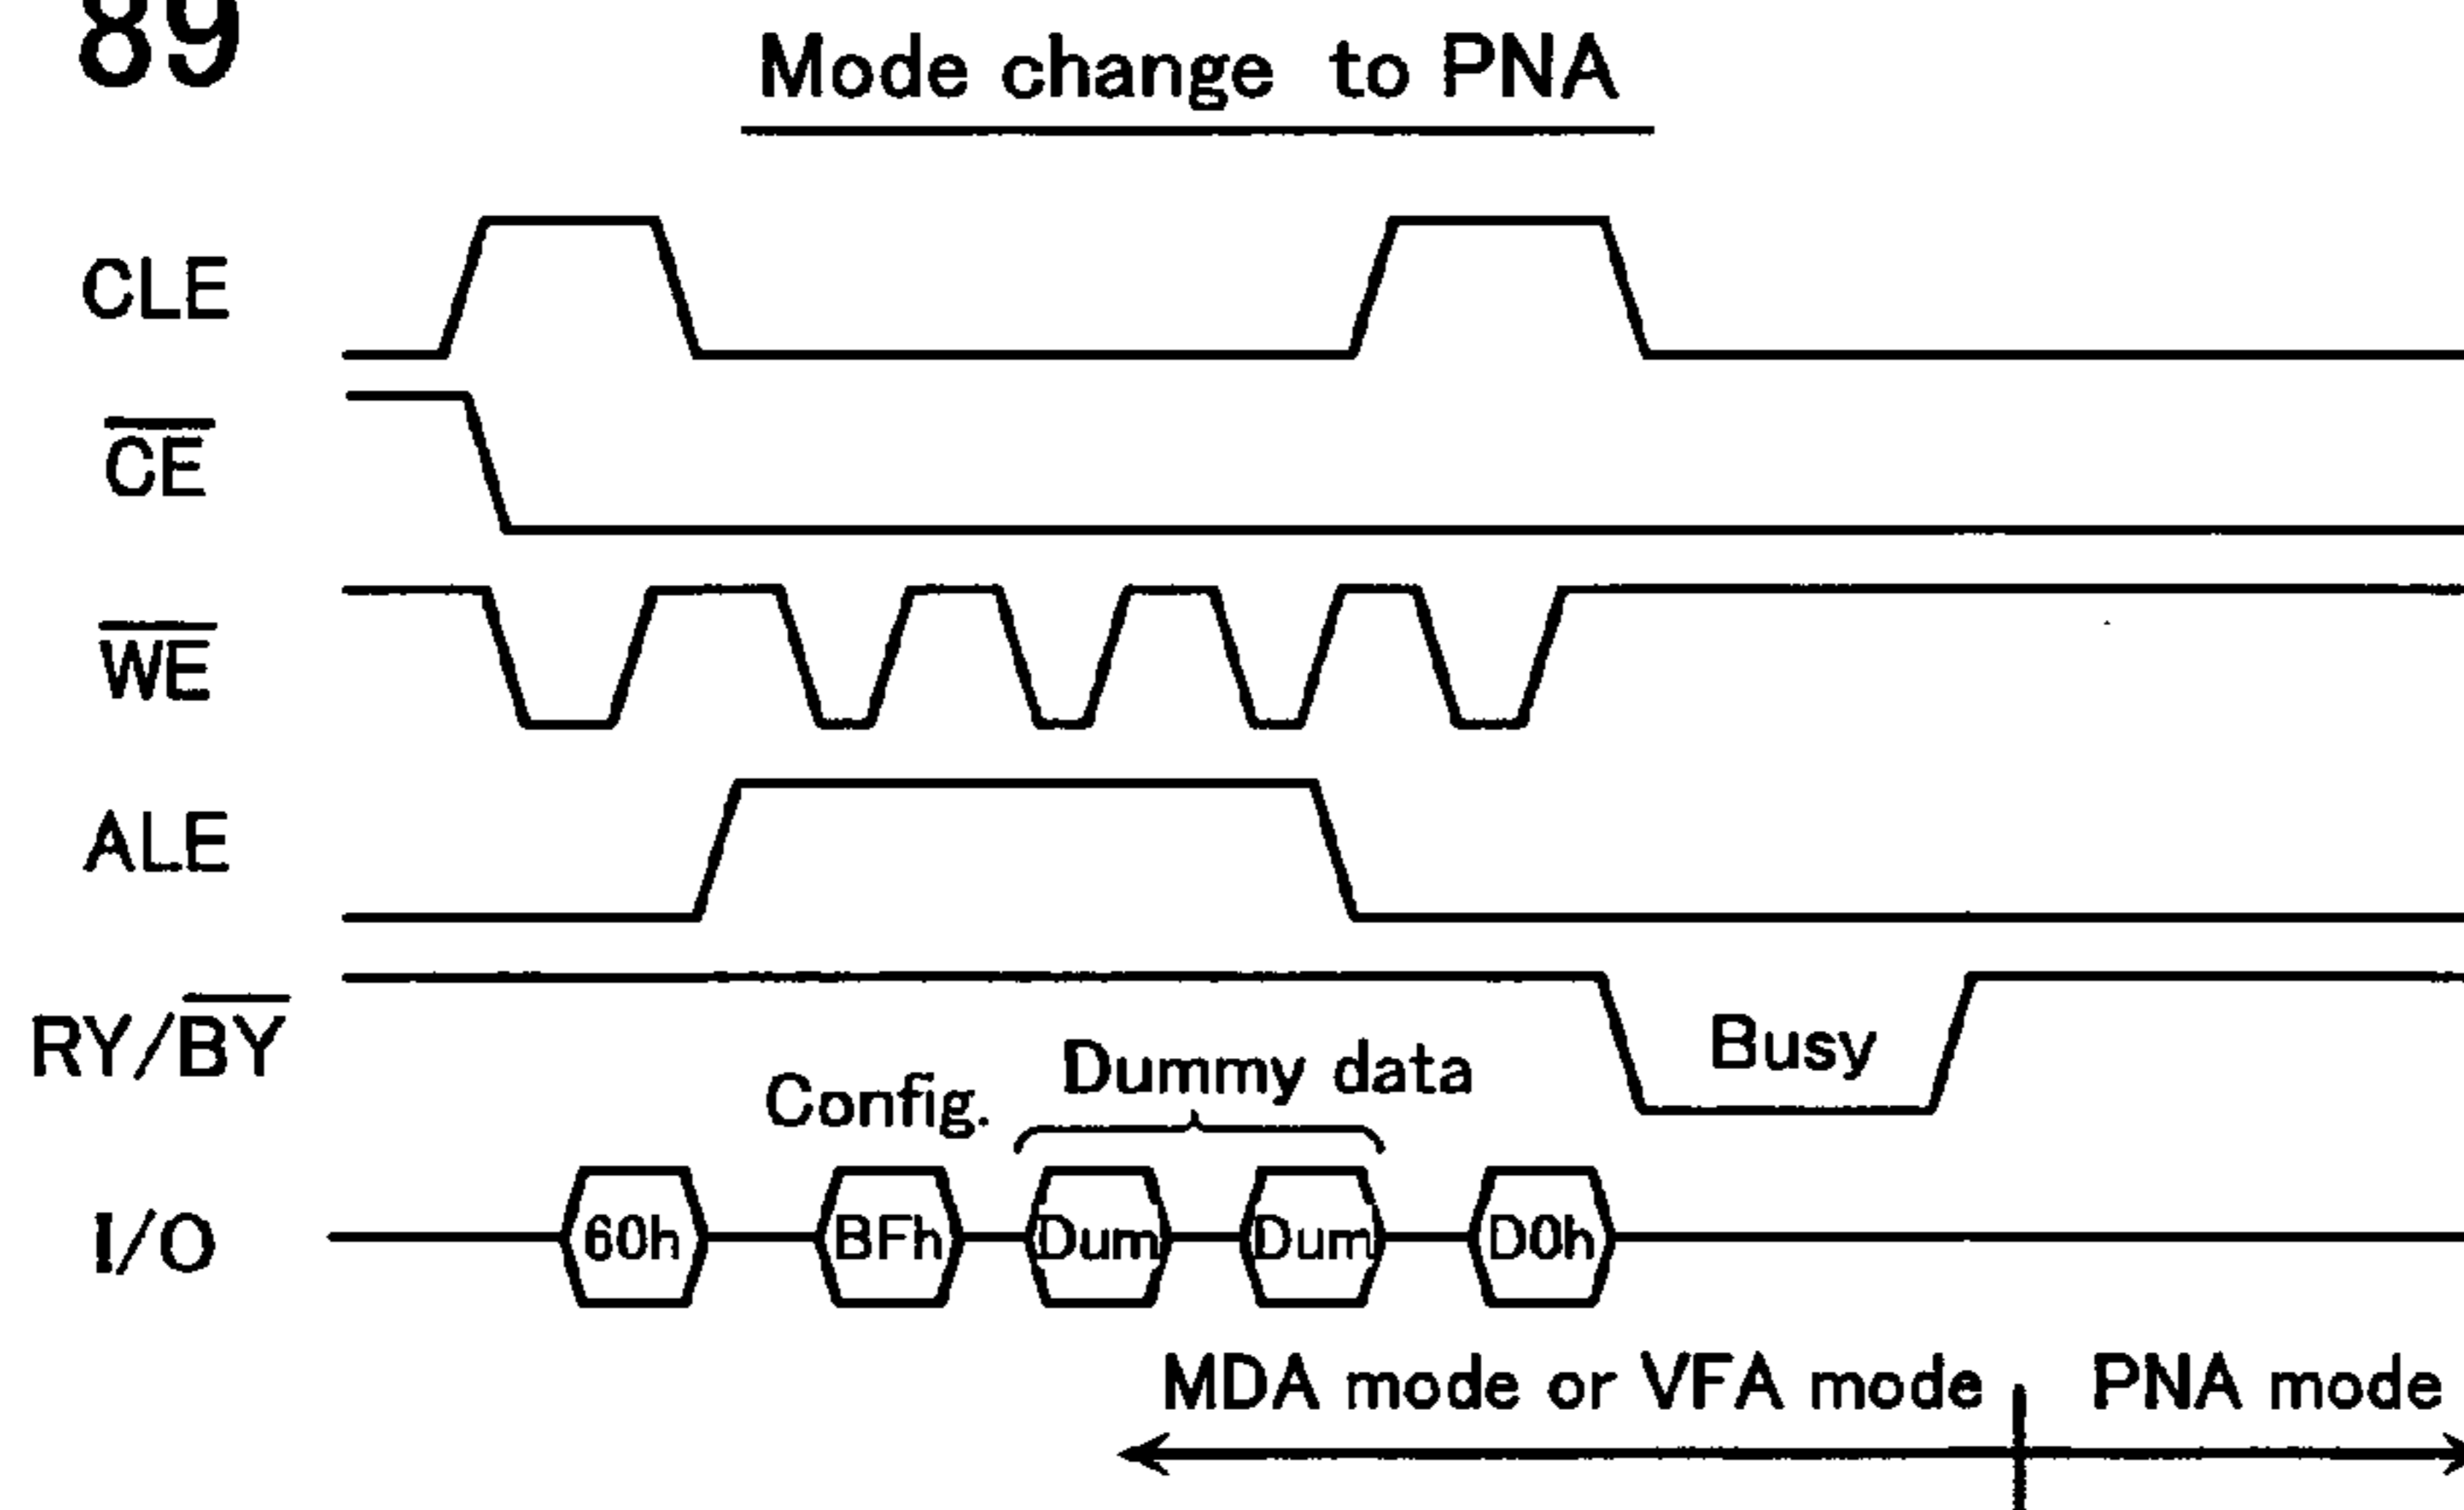 89
Mode change to PNA
CLE
CE
WE
ALE
RY/BY
Busy
Config.
Dummy data
I/O
60h
BFh
Dum
Dum
D0h
MDA mode or VFA mode
PNA mode